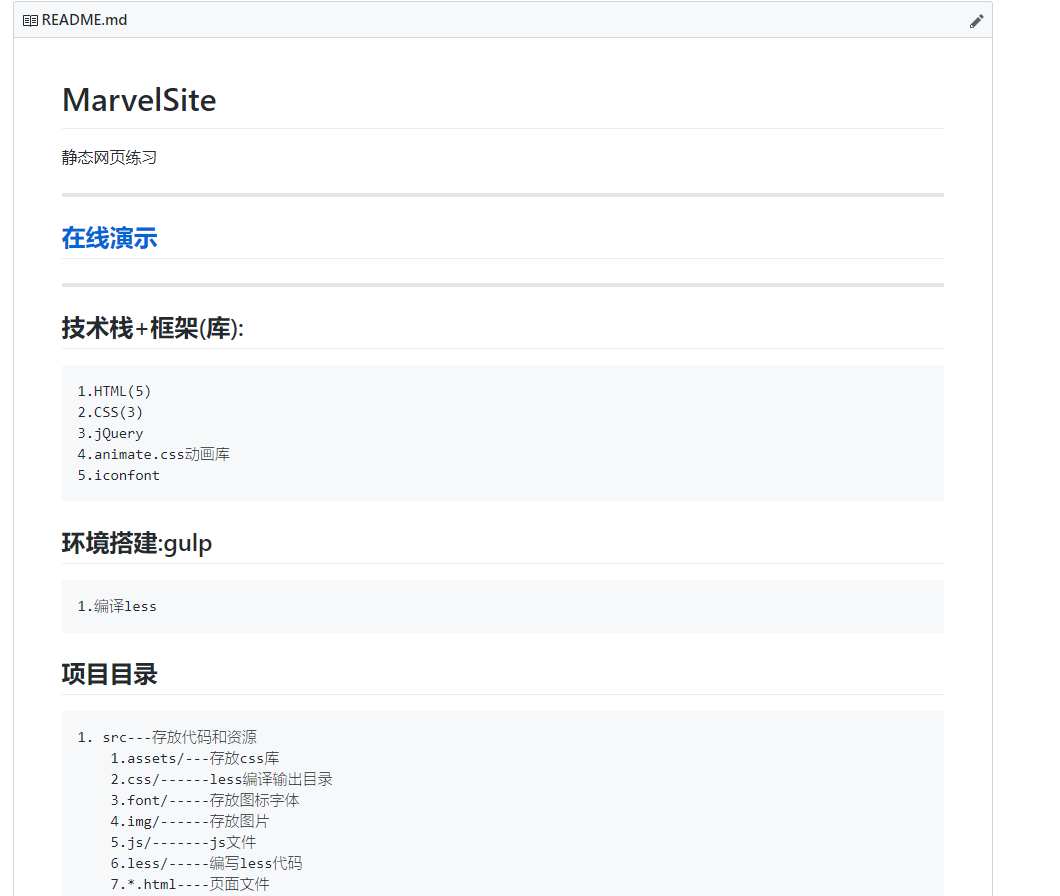 README.md
MarvelSite
静态网页练习
在线演示
技术栈+框架(库):
1.HTML(5)
2.CSS(3)
3.jQuery
4.animate.css动画库
5.iconfont
环境搭建:gulp
1.编译less
项目目录
1. src---存放代码和资源
1.assets/---存放css库
2.css/------less编译输出目录
3.font/-----存放图标字体
4.img/------存放图片
5.js/-------js文件
6.less/-----编写less代码
7.*.html----页面文件